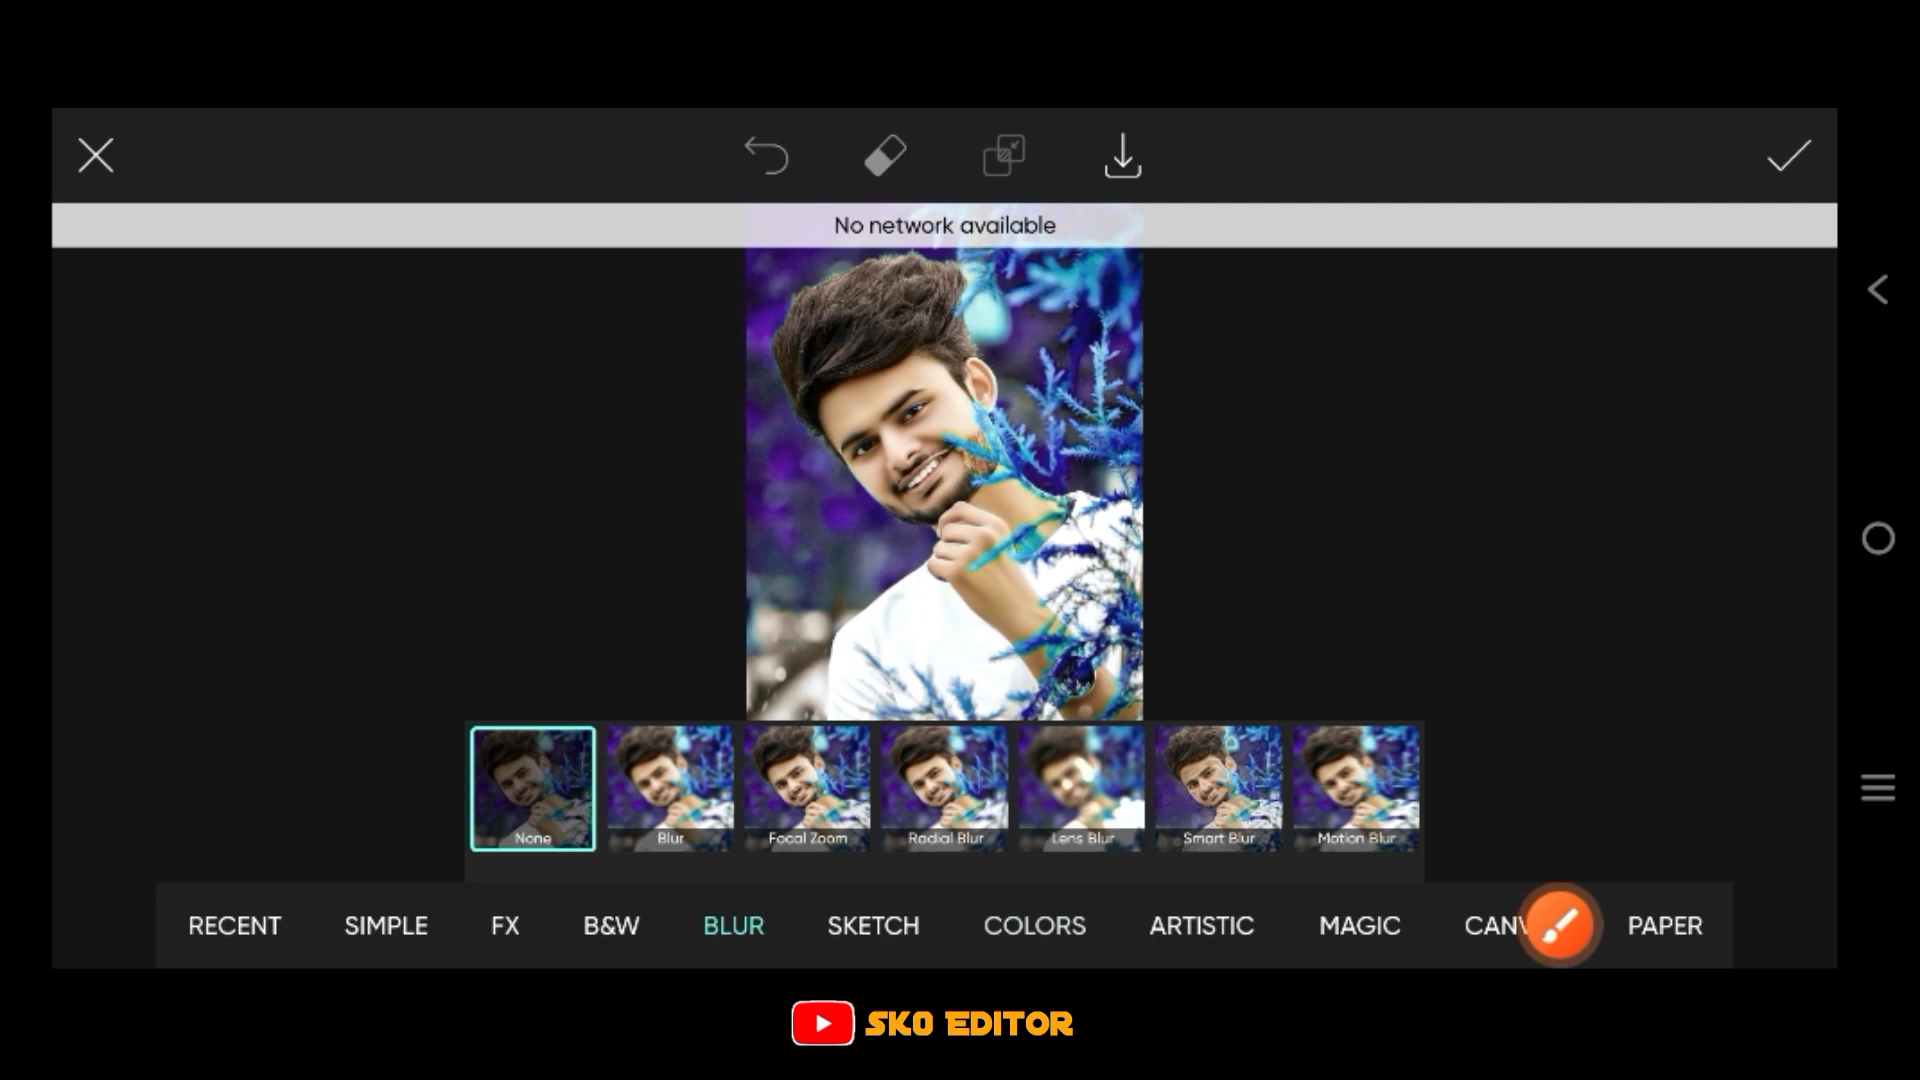 No network available
None
Blur
Focal Zoom
Radial Blur
Lens Blur
Smart Blur
Motion Blur
RECENT
SIMPLE
FX
B&W
BLUR
SKETCH
COLORS
ARTISTIC
MAGIC
PAPER
SKO EDITOR